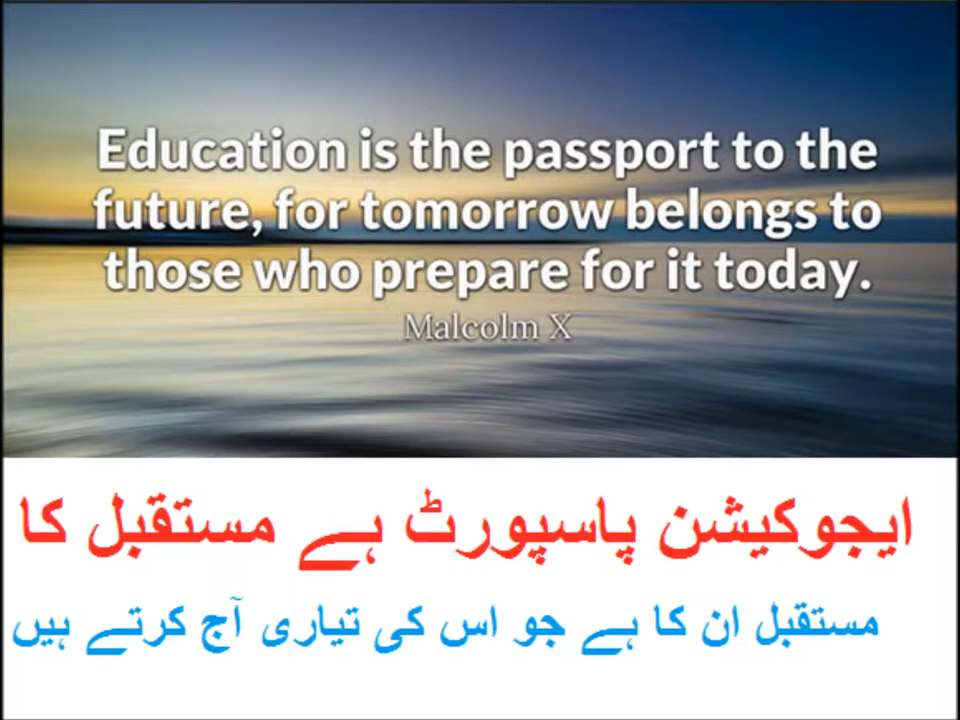 Education is the passport to the
future, for tomorrow belongs to
those who prepare for it today.
Malcolm X
ایجوکیشن پاسپورٹ ہے مستقبل کا
مستقبل ان کا ہے جو اس کی تیاری آج کرتے ہیں